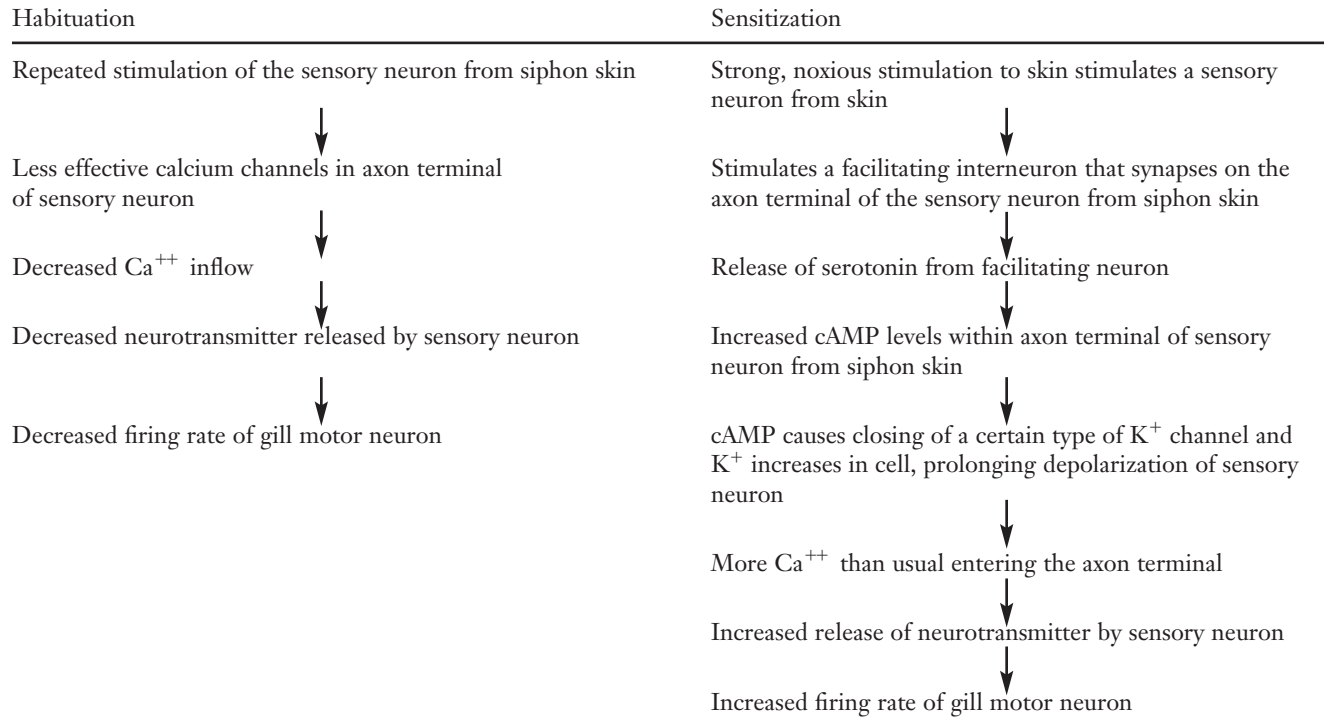 Habituation
Sensitization
Repeated stimulation of the sensory neuron from siphon skin
Less effective calcium channels in axon terminal
of sensory neuron
Decreased Ca++ inflow
Decreased neurotransmitter released by sensory neuron
Decreased firing rate of gill motor neuron
Strong, noxious stimulation to skin stimulates a sensory
neuron from skin
Stimulates a facilitating interneuron that synapses on the
axon terminal of the sensory neuron from siphon skin
Release of serotonin from facilitating neuron
Increased cAMP levels within axon terminal of sensory
neuron from siphon skin
cAMP causes closing of a certain type of K+ channel and
K+ increases in cell, prolonging depolarization of sensory
neuron
More Ca++ than usual entering the axon terminal
Increased release of neurotransmitter by sensory neuron
Increased firing rate of gill motor neuron